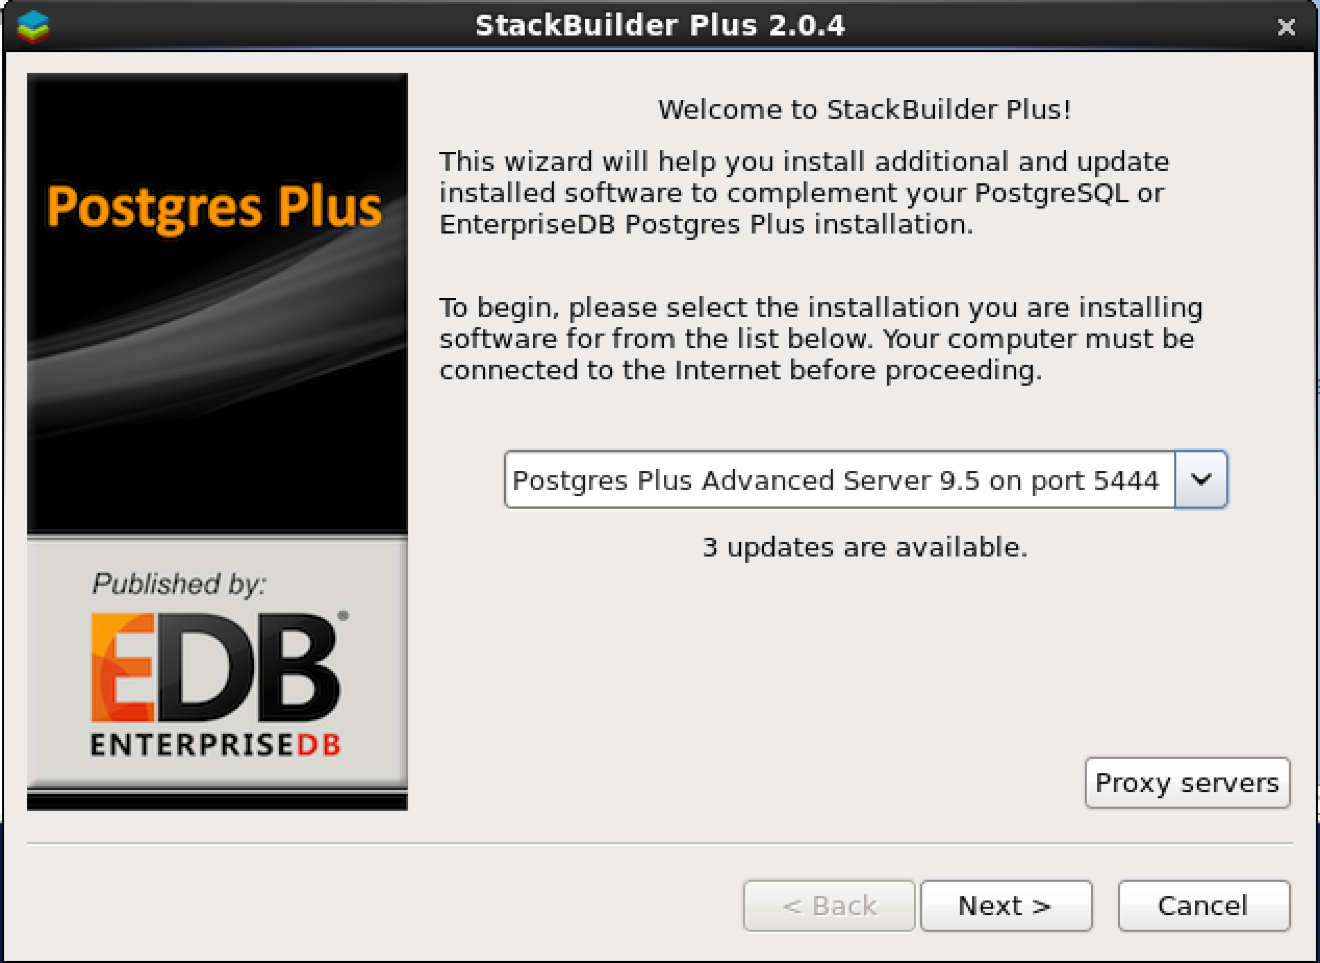 StackBuilder Plus 2.0.4
Postgres Plus
Published by:
EDB®
ENTERPRISEDB
Welcome to StackBuilder Plus!
This wizard will help you install additional and update
installed software to complement your PostgreSQL or
EnterpriseDB Postgres Plus installation.
To begin, please select the installation you are installing
software for from the list below. Your computer must be
connected to the Internet before proceeding.
Postgres Plus Advanced Server 9.5 on port 5444
3 updates are available.
Proxy servers
< Back
Next >
Cancel